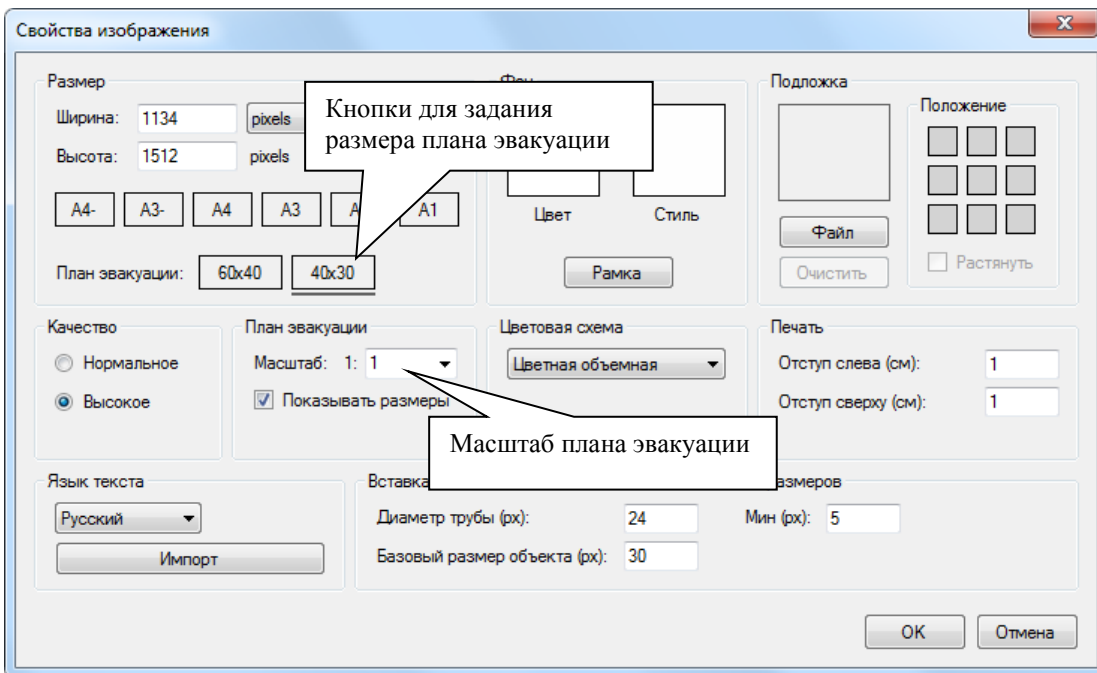 Свойства изображения
Размер
Подложка
Ширина: 1134 pixels
Высота: 1512 pixels
Кнопки для задания
размера плана эвакуации
Положение
A4- A3- A4 A3 A1
Цвет Стиль
Файл
План эвакуации: 60x40 40x30
Рамка
Очистить
Растянуть
Качество
План эвакуации
Цветовая схема
Печать
Нормальное
Масштаб: 1: 1
Цветная объемная
Отступ слева (см): 1
Высокое
Показывать размеры
Отступ сверху (см): 1
Масштаб плана эвакуации
Язык текста
Вставка
Русский
Диаметр трубы (px): 24
Мин (px): 5
Импорт
Базовый размер объекта (px): 30
OK Отмена